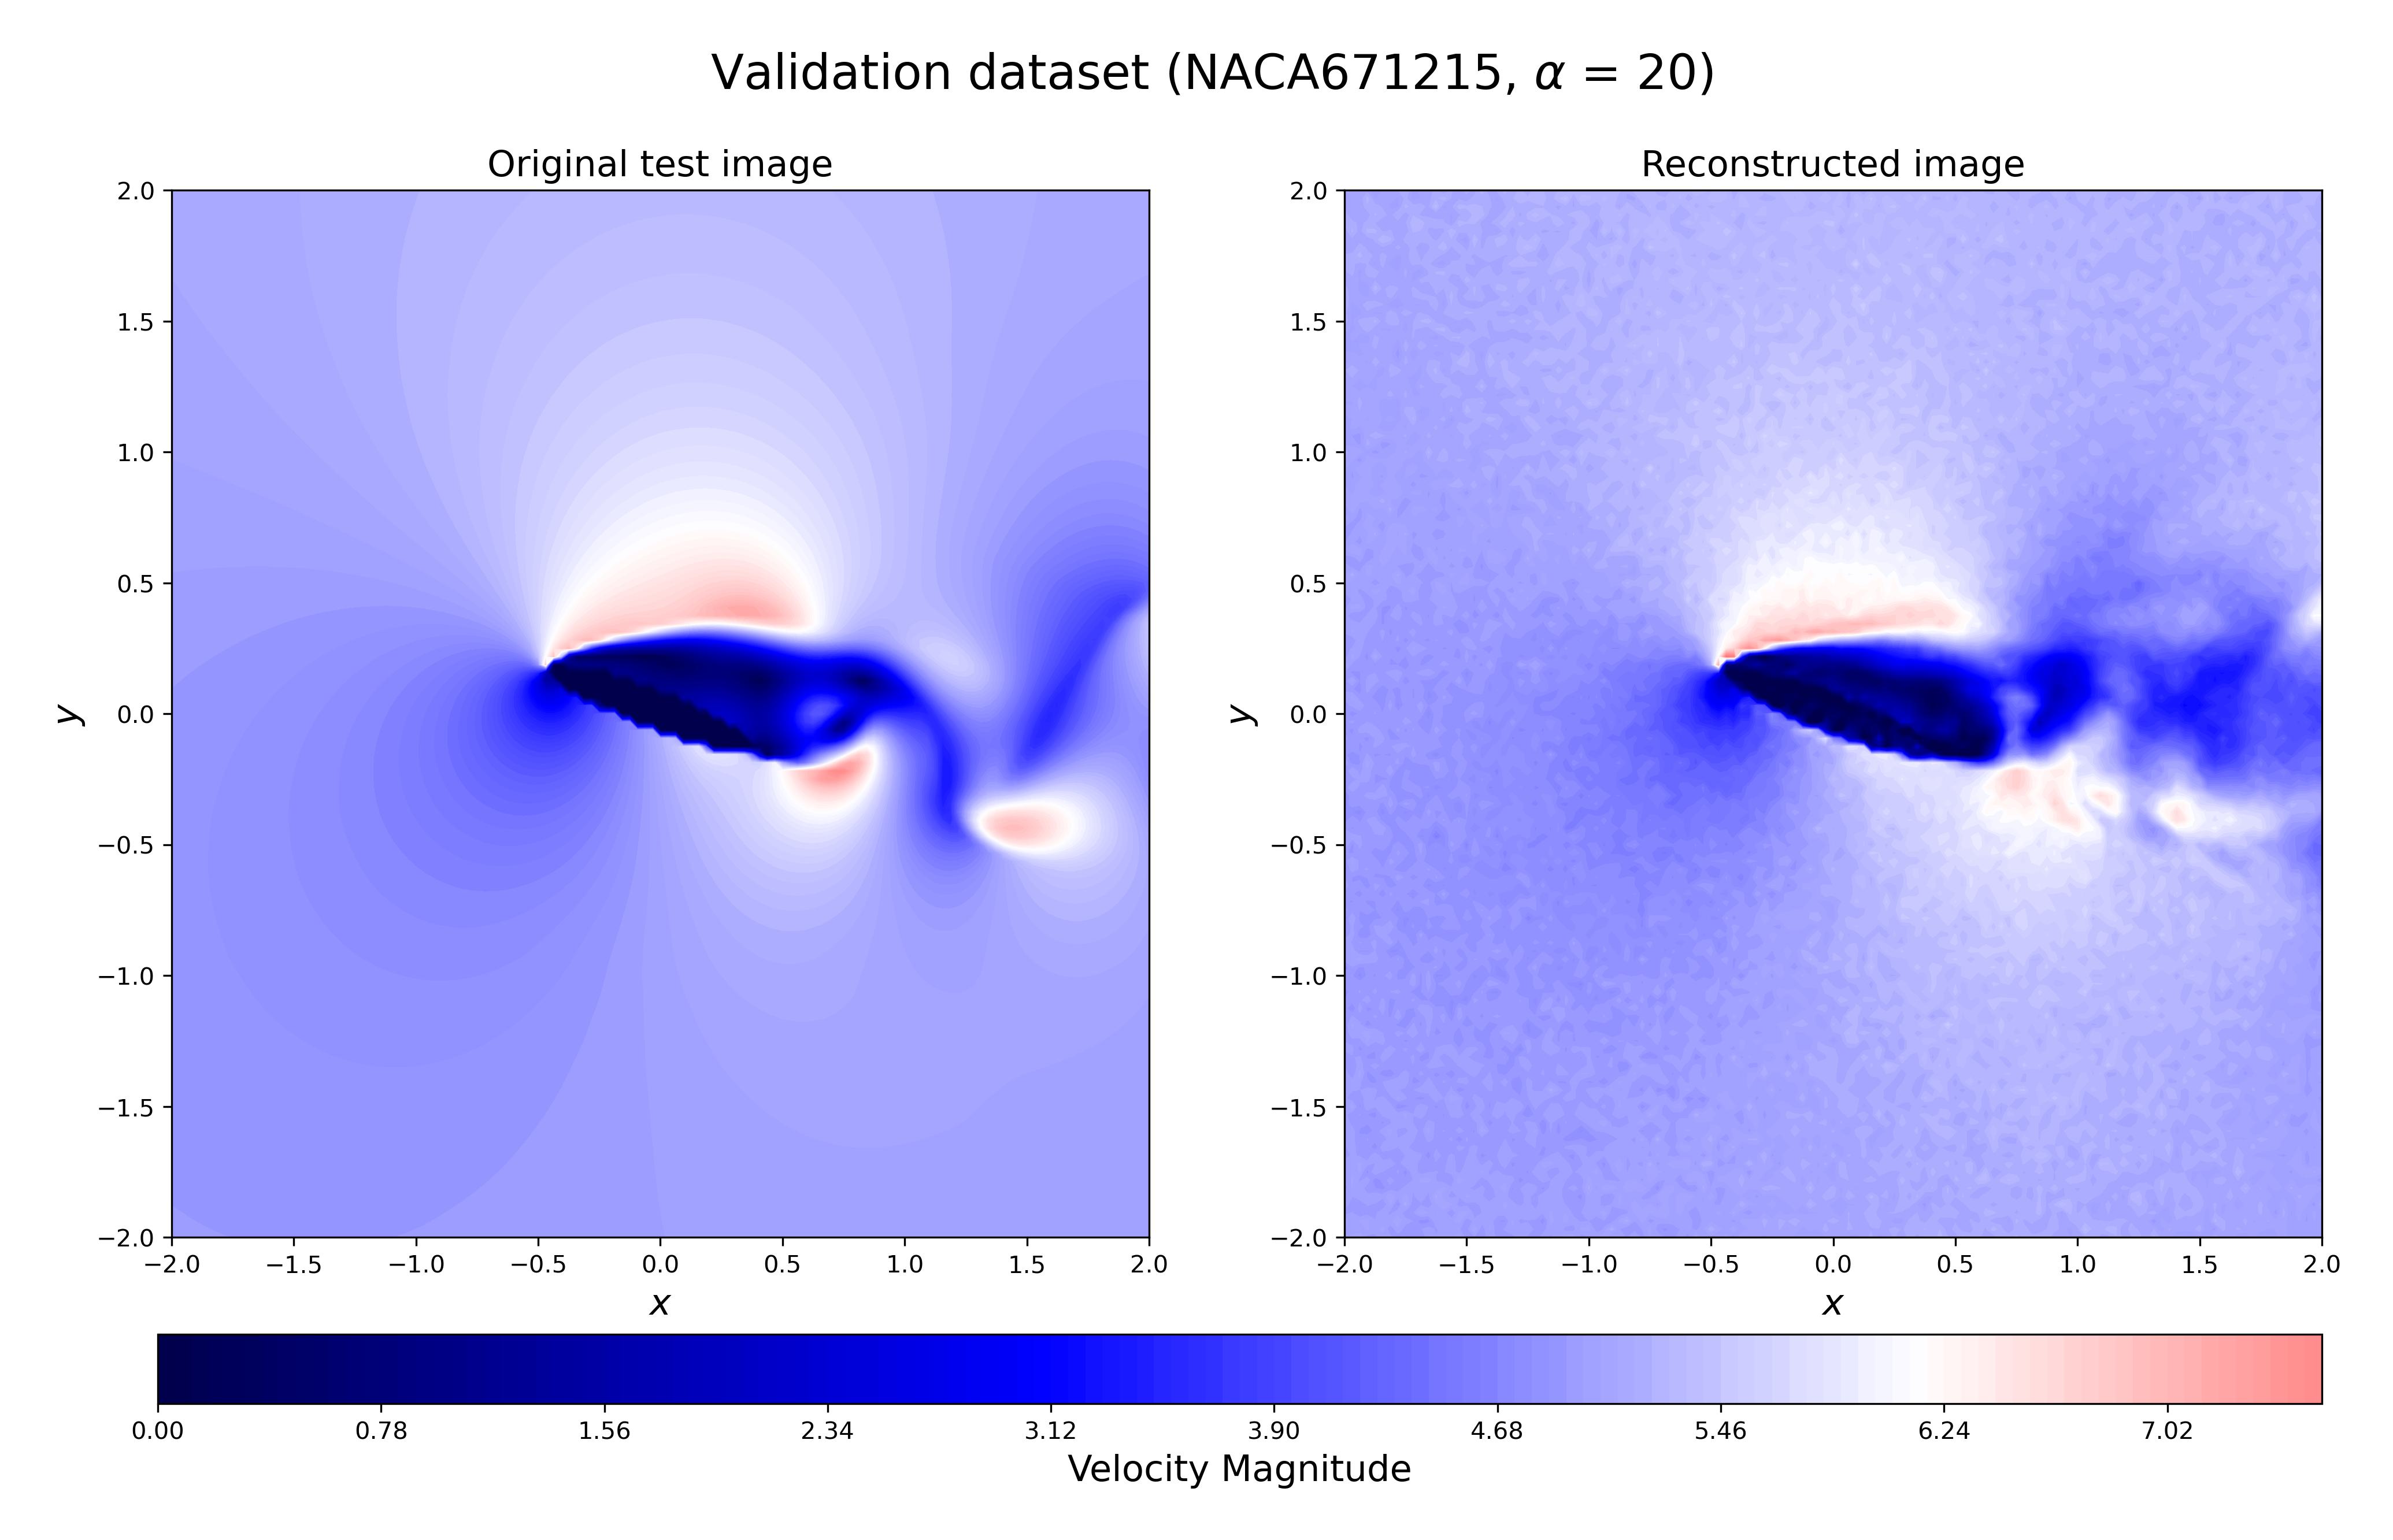 Validation dataset (NACA671215, α = 20)
Original test image
2.0
1.5
1.0
0.5
0.0
−0.5
−1.0
−1.5
−2.0
y
−2.0 −1.5 −1.0 −0.5 0.0 0.5 1.0 1.5 2.0
x
Reconstructed image
2.0
1.5
1.0
0.5
0.0
−0.5
−1.0
−1.5
−2.0
y
−2.0 −1.5 −1.0 −0.5 0.0 0.5 1.0 1.5 2.0
x
0.00 0.78 1.56 2.34 3.12 3.90 4.68 5.46 6.24 7.02
Velocity Magnitude